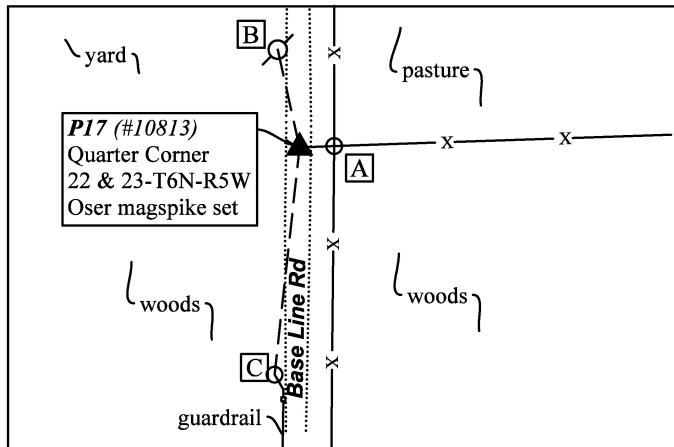 B
yard
pasture
P17 (#10813)
Quarter Corner
22 & 23-T6N-R5W
Oser magspike set
x
x
x
A
x
Base Line Rd
woods
woods
x
C
guardrail